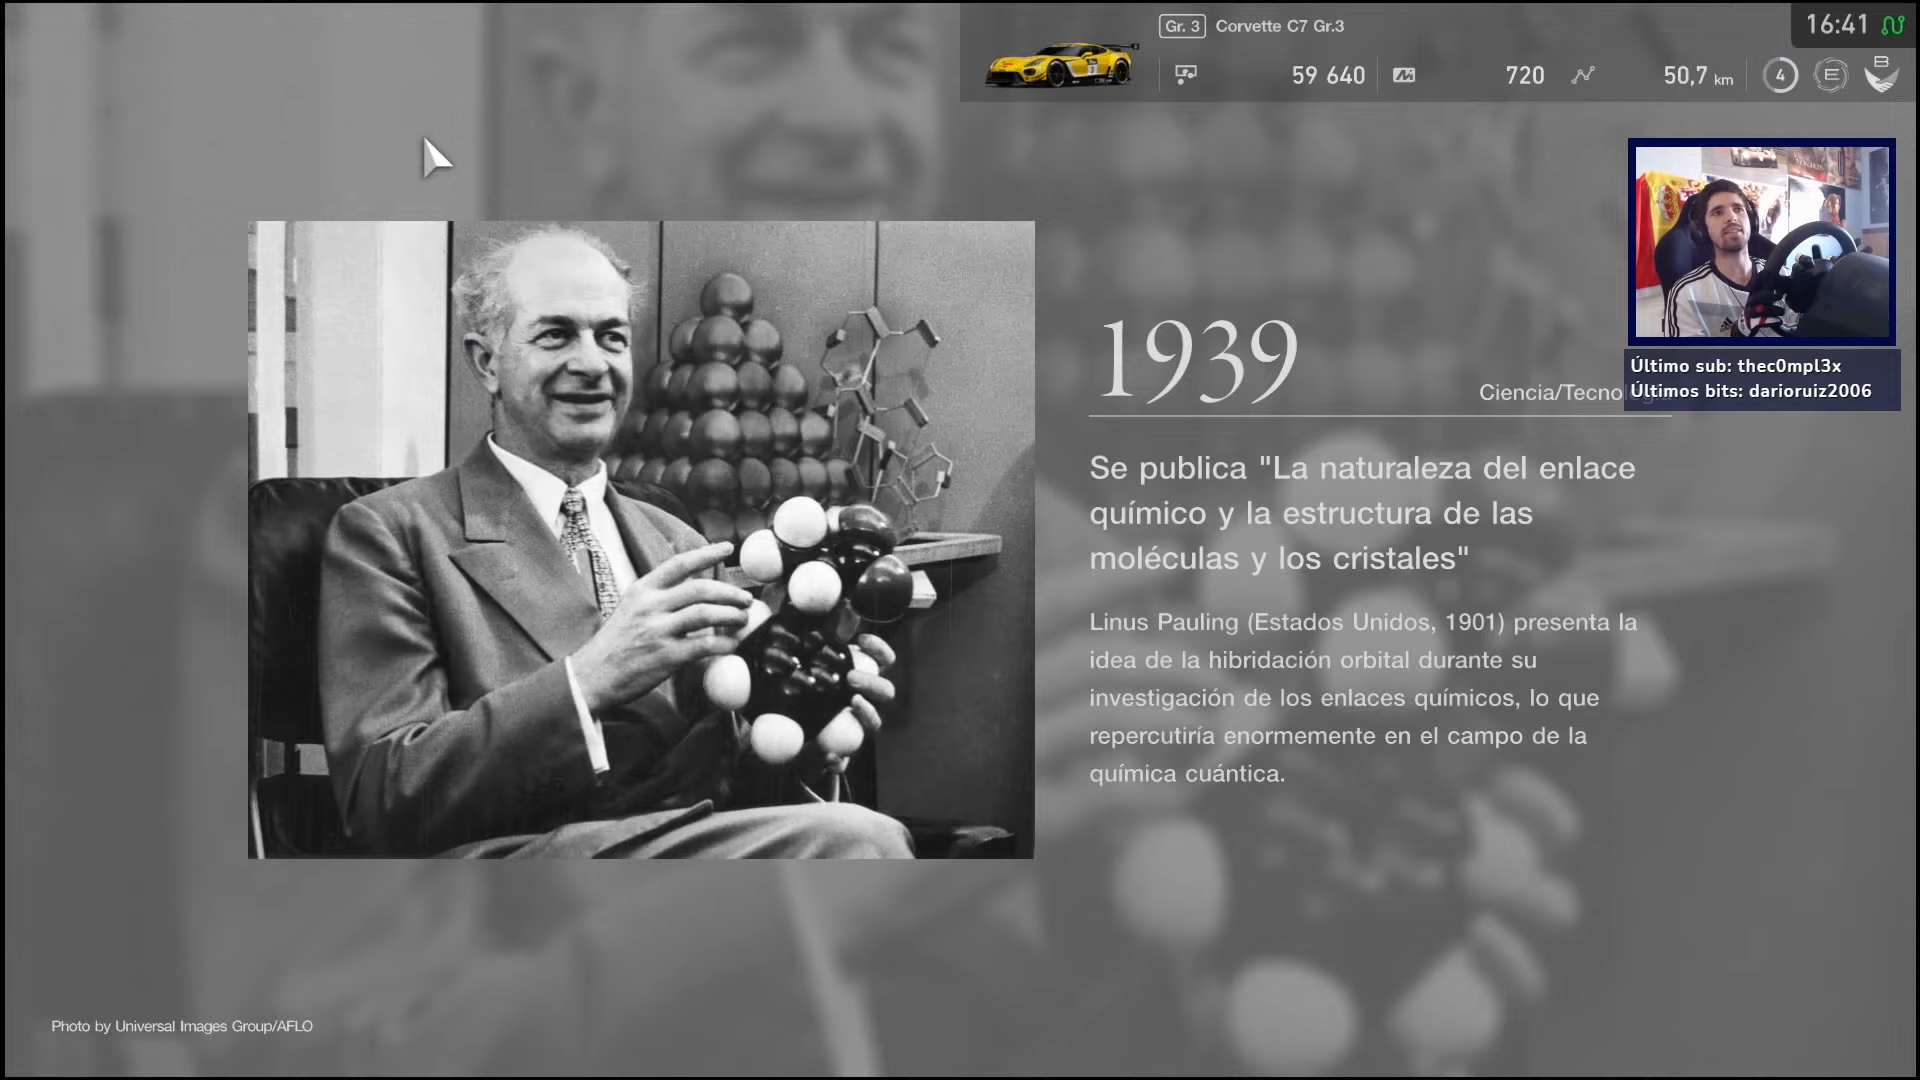 Gr. 3 Corvette C7 Gr.3
16:41
59 640 720 50,7 km 4 E B
Último sub: thec0mpl3x
Últimos bits: darioruiz2006
1939
Ciencia/Tecnol
Se publica "La naturaleza del enlace
químico y la estructura de las
moléculas y los cristales"
Linus Pauling (Estados Unidos, 1901) presenta la
idea de la hibridación orbital durante su
investigación de los enlaces químicos, lo que
repercutiría enormemente en el campo de la
química cuántica.
Photo by Universal Images Group/AFLO